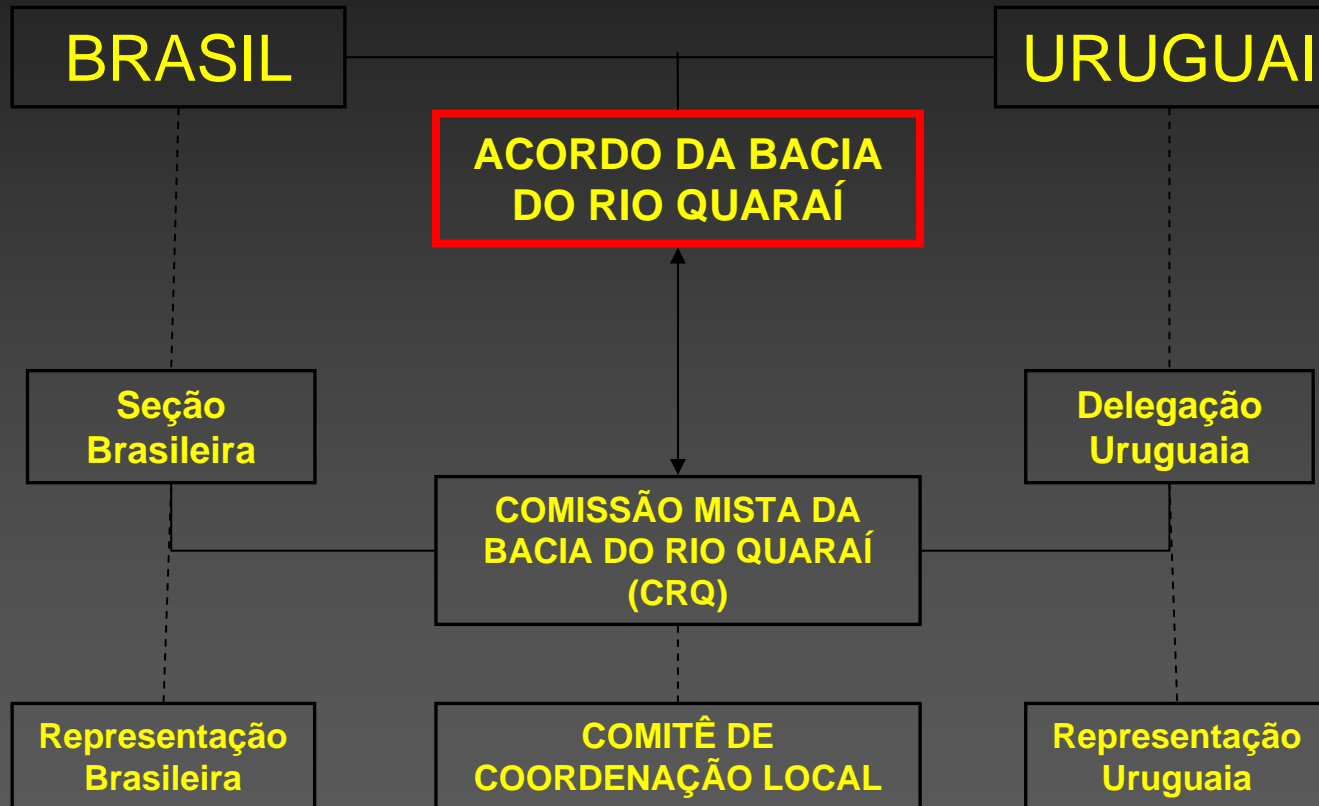 BRASIL
URUGUAI
ACORDO DA BACIA
DO RIO QUARAÍ
Seção
Brasileira
Delegação
Uruguaia
COMISSÃO MISTA DA
BACIA DO RIO QUARAÍ
(CRQ)
Representação
Brasileira
COMITÊ DE
COORDENAÇÃO LOCAL
Representação
Uruguaia